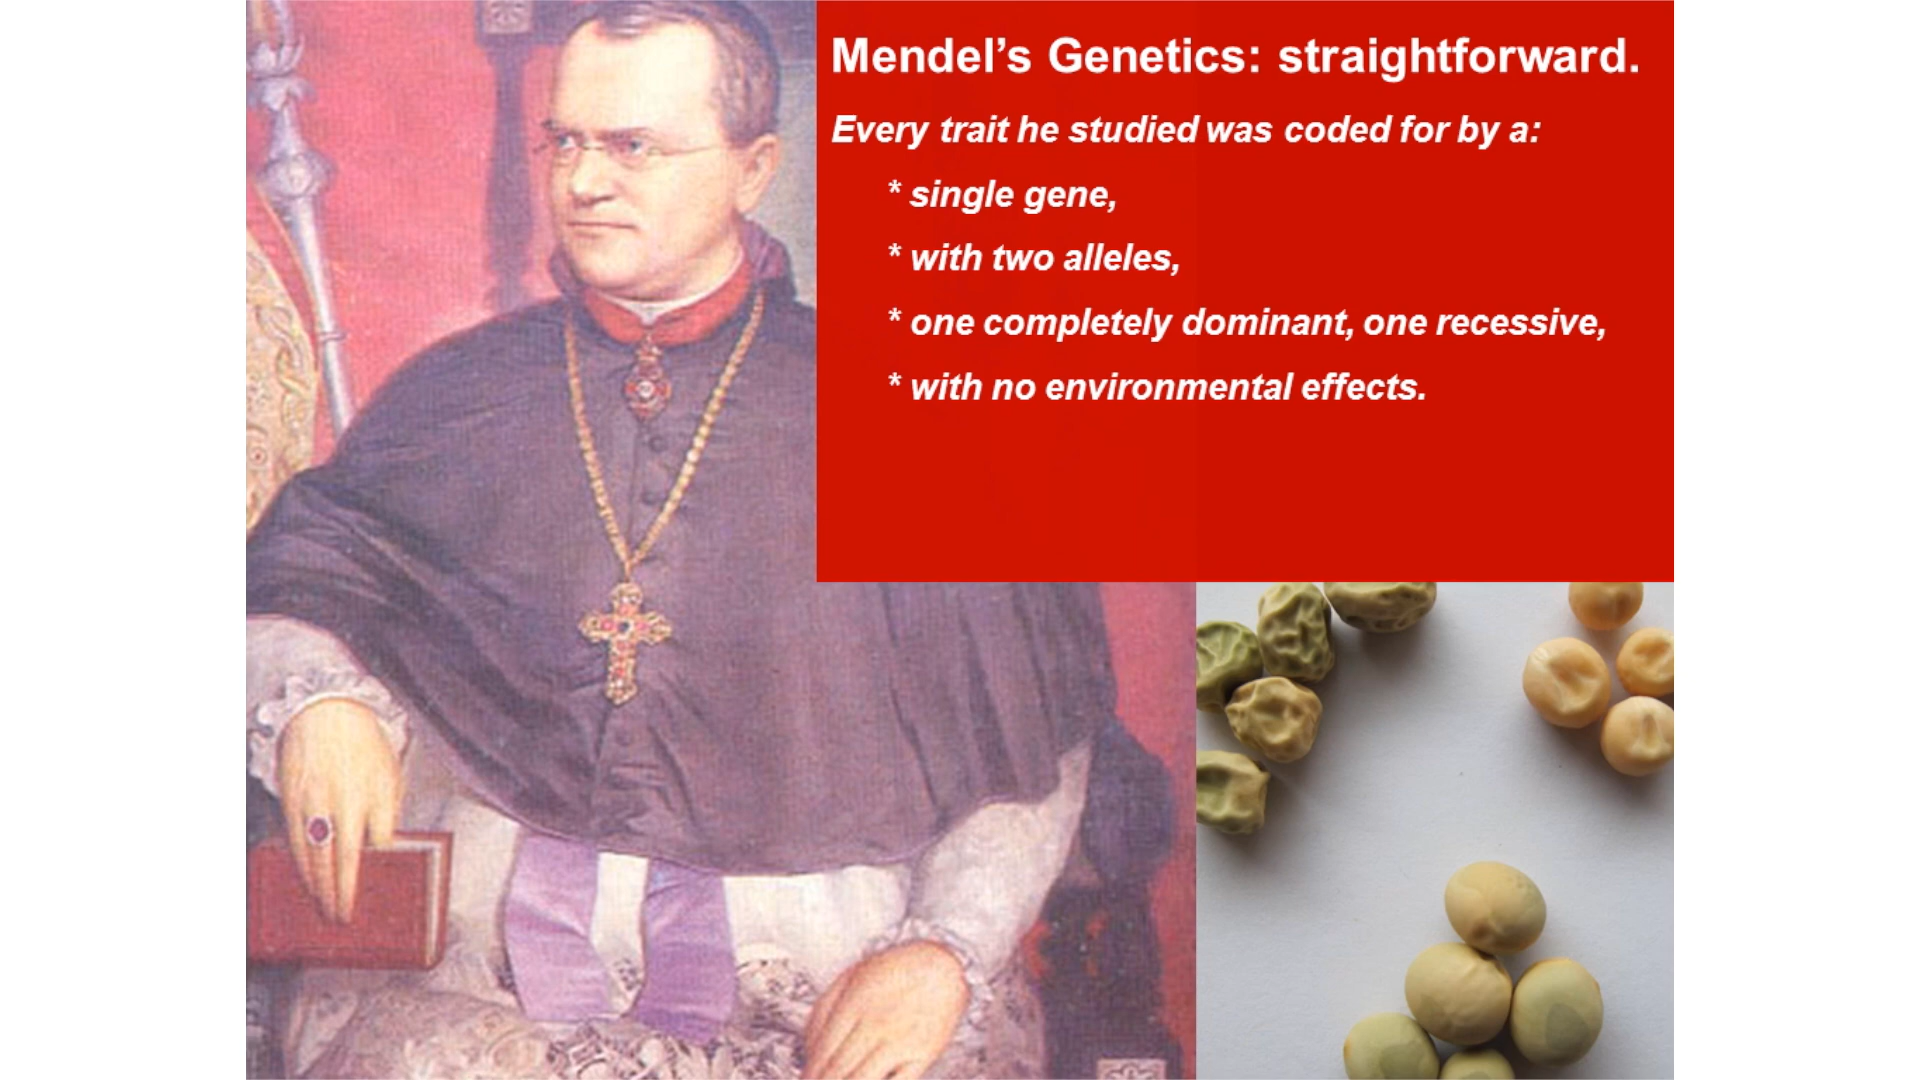 Mendel’s Genetics: straightforward.
Every trait he studied was coded for by a:
* single gene,
* with two alleles,
* one completely dominant, one recessive,
* with no environmental effects.